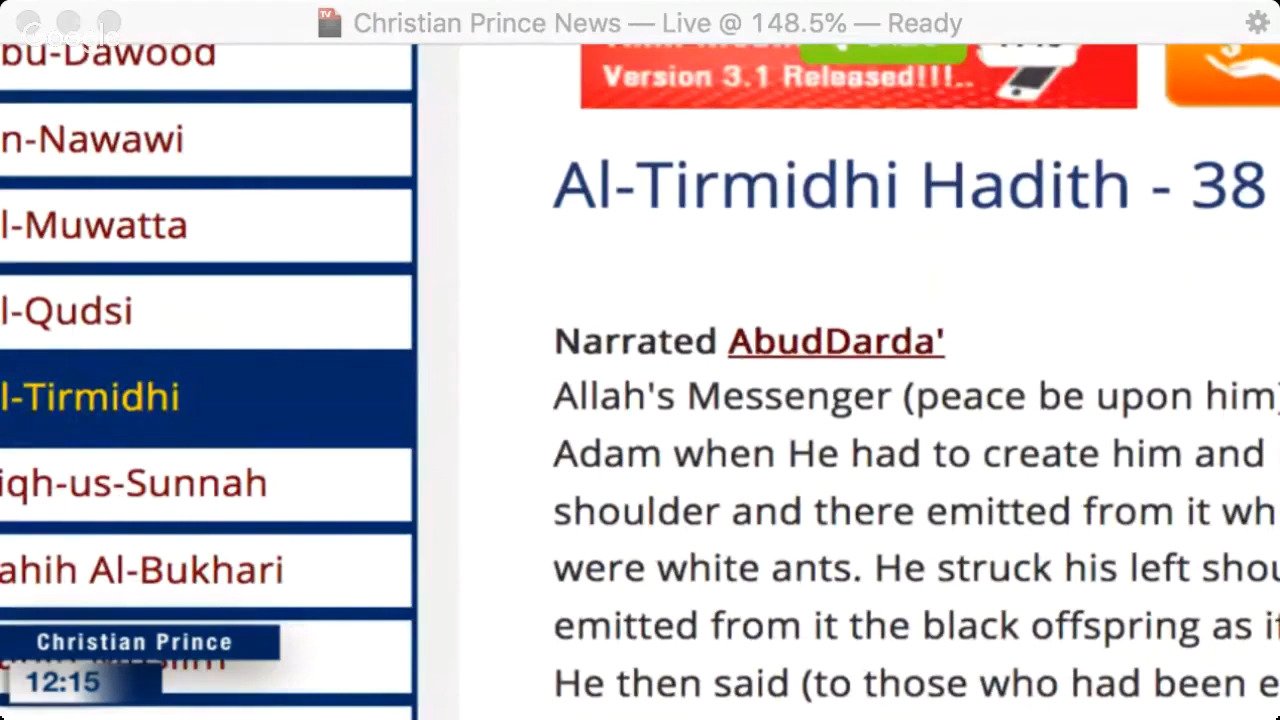 Christian Prince News — Live @ 148.5% — Ready
Google
bu-Dawood
n-Nawawi
l-Muwatta
l-Qudsi
l-Tirmidhi
iqh-us-Sunnah
ahih Al-Bukhari
Version 3.1 Released!!!..
Al-Tirmidhi Hadith - 38
Narrated AbudDarda'
Allah's Messenger (peace be upon him)
Adam when He had to create him and
shoulder and there emitted from it wh
were white ants. He struck his left shou
emitted from it the black offspring as if
He then said (to those who had been e
Christian Prince
12:15